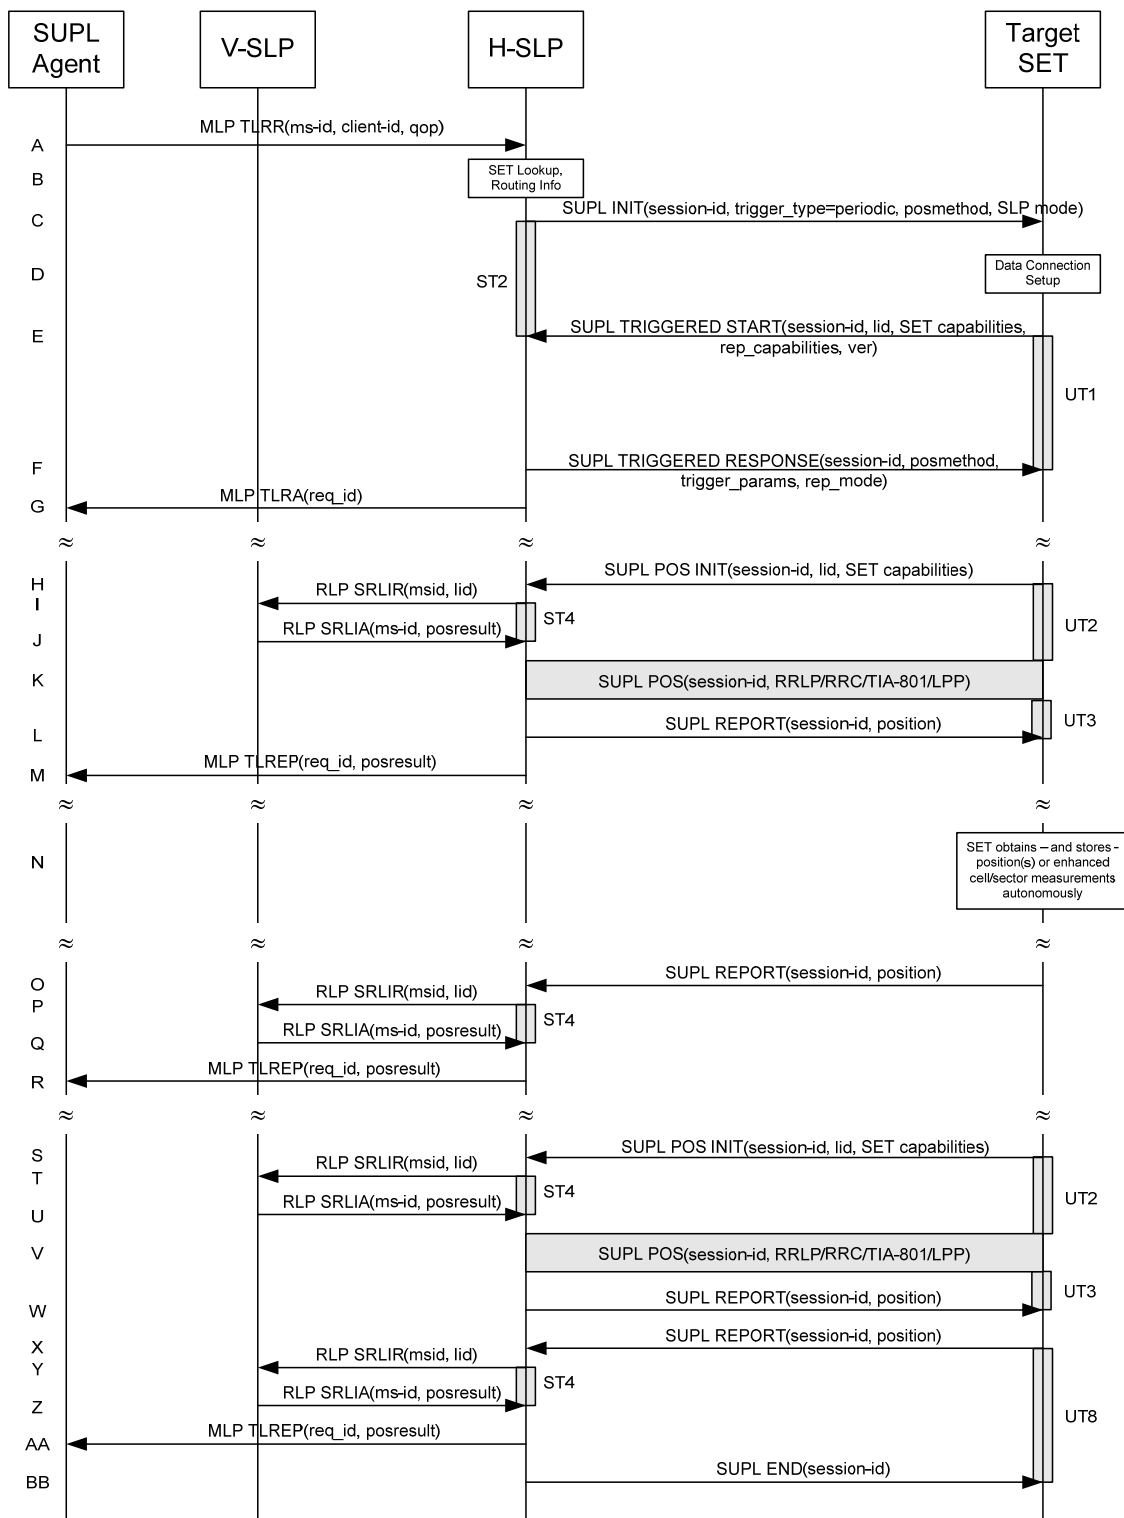 SUPL
Agent
V-SLP
H-SLP
Target
SET
A
MLP TLRR(ms-id, client-id, qop)
B
SET Lookup,
Routing Info
C
SUPL INIT(session-id, trigger_type=periodic, posmethod, SLP mode)
D
ST2
Data Connection
Setup
E
SUPL TRIGGERED START(session-id, lid, SET capabilities,
rep_capabilities, ver)
UT1
F
SUPL TRIGGERED RESPONSE(session-id, posmethod,
trigger_params, rep_mode)
G
MLP TLRA(req_id)
≈ ≈ ≈ ≈
H
SUPL POS INIT(session-id, lid, SET capabilities)
I
RLP SRLIR(msid, lid)
ST4
UT2
J
RLP SRLIA(ms-id, posresult)
K
SUPL POS(session-id, RRLP/RRC/TIA-801/LPP)
UT3
L
SUPL REPORT(session-id, position)
M
MLP TLREP(req_id, posresult)
≈ ≈ ≈ ≈
N
SET obtains – and stores -
position(s) or enhanced
cell/sector measurements
autonomously
≈ ≈ ≈ ≈
O
SUPL REPORT(session-id, position)
P
RLP SRLIR(msid, lid)
ST4
Q
RLP SRLIA(ms-id, posresult)
R
MLP TLREP(req_id, posresult)
≈ ≈ ≈ ≈
S
SUPL POS INIT(session-id, lid, SET capabilities)
T
RLP SRLIR(msid, lid)
ST4
UT2
U
RLP SRLIA(ms-id, posresult)
V
SUPL POS(session-id, RRLP/RRC/TIA-801/LPP)
UT3
W
SUPL REPORT(session-id, position)
X
SUPL REPORT(session-id, position)
Y
RLP SRLIR(msid, lid)
ST4
Z
RLP SRLIA(ms-id, posresult)
UT8
AA
MLP TLREP(req_id, posresult)
BB
SUPL END(session-id)